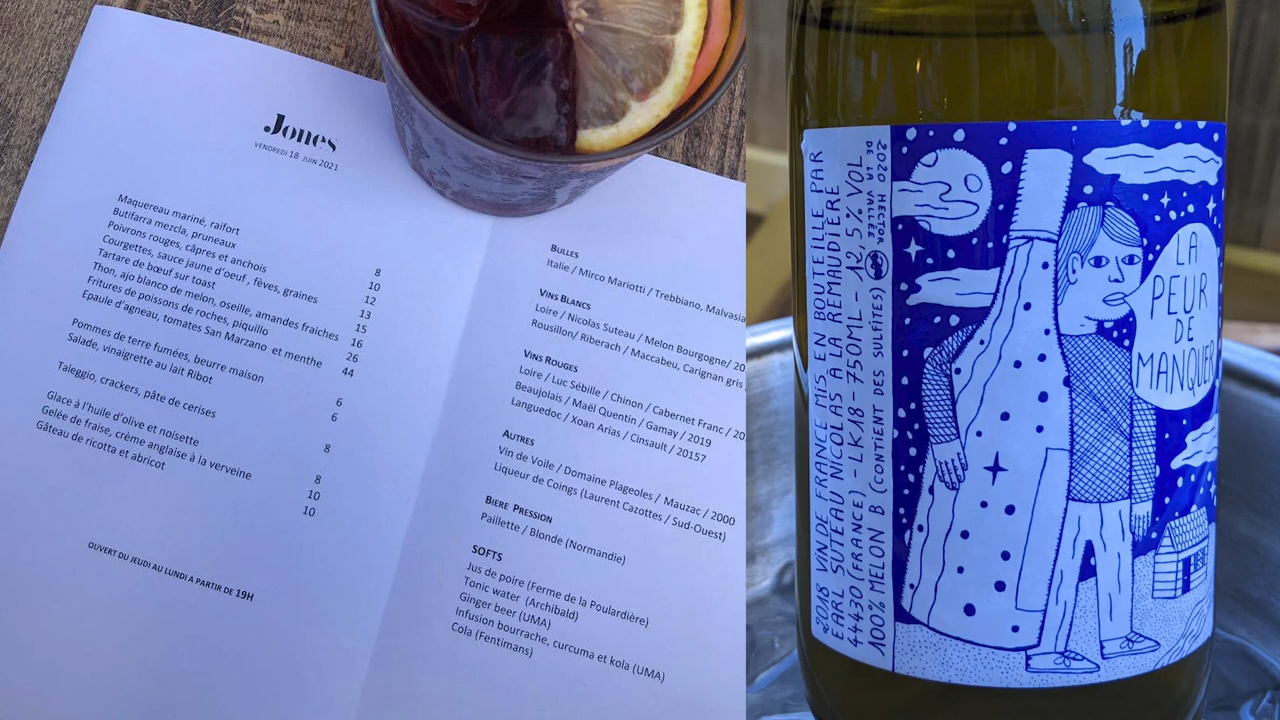 Jones
VENDREDI 18 JUIN 2021
Maquereau mariné, raifort 8
Butifarra mezcla, pruneaux 10
Poivrons rouges, câpres et anchois 12
Courgettes, sauce jaune d'oeuf , fèves, graines 13
Tartare de bœuf sur toast 15
Thon, ajo blanco de melon, oseille, amandes fraiches 16
Fritures de poissons de roches, piquillo 26
Epaule d'agneau, tomates San Marzano et menthe 44
Pommes de terre fumées, beurre maison 6
Salade, vinaigrette au lait Ribot 6
Taleggio, crackers, pâte de cerises 8
Glace à l'huile d'olive et noisette 8
Gelée de fraise, crème anglaise à la verveine 10
Gâteau de ricotta et abricot 10
OUVERT DU JEUDI AU LUNDI A PARTIR DE 19H
BULLES
Italie / Mirco Mariotti / Trebbiano, Malvasia
VINS BLANCS
Loire / Nicolas Suteau / Melon Bourgogne/ 20
Roussillon/ Riberach / Maccabeu, Carignan gris
VINS ROUGES
Loire / Luc Sébille / Chinon / Cabernet Franc / 20
Beaujolais / Maël Quentin / Gamay / 2019
Languedoc / Xoan Arias / Cinsault / 20157
AUTRES
Vin de Voile / Domaine Plageoles / Mauzac / 2000
Liqueur de Coings (Laurent Cazottes / Sud-Ouest)
BIERE PRESSION
Paillette / Blonde (Normandie)
SOFTS
Jus de poire (Ferme de la Poulardière)
Tonic water (Archibald)
Ginger beer (UMA)
Infusion bourrache, curcuma et kola (UMA)
Cola (Fentimans)
2018 VIN DE FRANCE MIS EN BOUTEILLE PAR
EARL SUTEAU NICOLAS À LA REMAUDIÈRE
44430 (FRANCE) - LK18 - 750ML - 12,5% VOL
100% MELON B (CONTIENT DES SULFITES)
2020 HECTOR
DE LA VALLÉE
LA
PEUR
DE
MANQUER